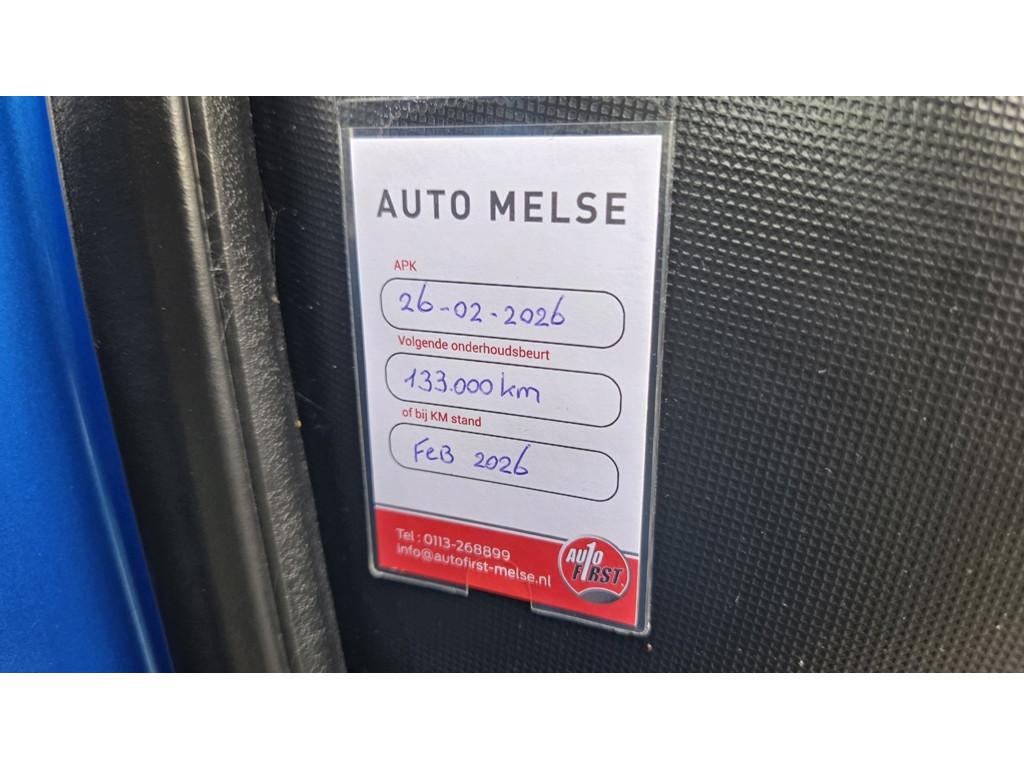 AUTO MELSE
APK
26-02-2026
Volgende onderhoudsbeurt
133.000 km
of bij KM stand
FeB 2026
Tel : 0113-268899
info@autofirst-melse.nl
AUTO
F1RST